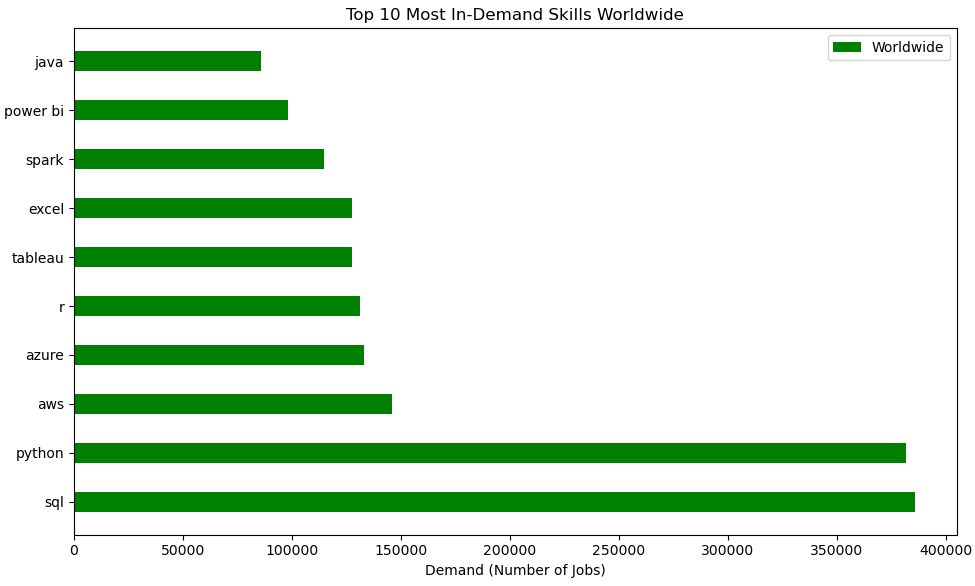 Top 10 Most In-Demand Skills Worldwide
Worldwide
java
power bi
spark
excel
tableau
r
azure
aws
python
sql
0 50000 100000 150000 200000 250000 300000 350000 400000
Demand (Number of Jobs)